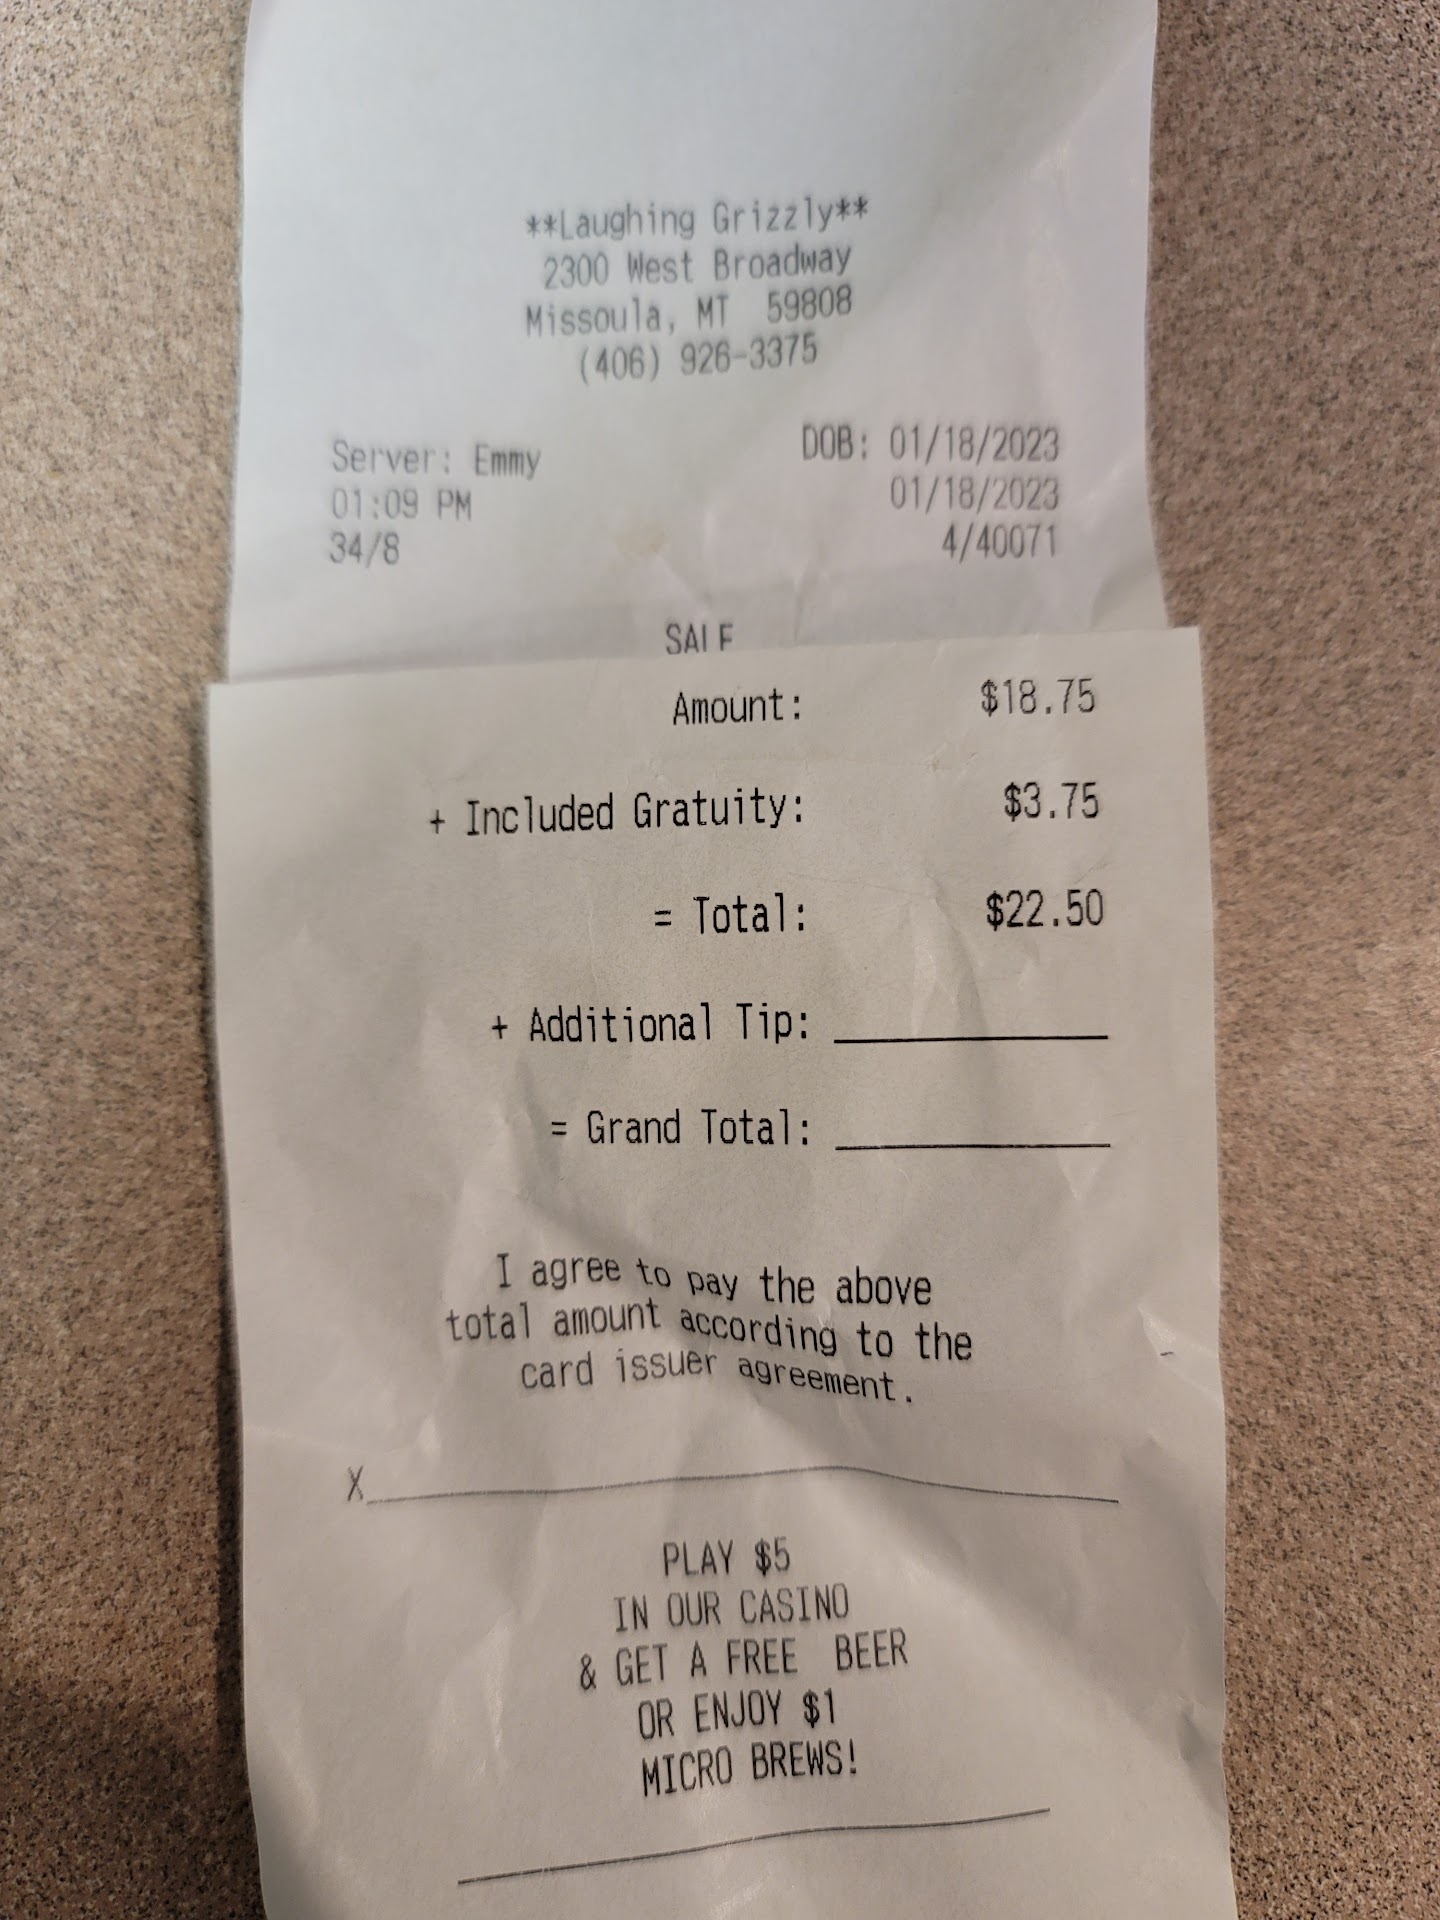 **Laughing Grizzly**
2300 West Broadway
Missoula, MT 59808
(406) 926-3375
Server: Emmy DOB: 01/18/2023
01:09 PM 01/18/2023
34/8 4/40071
SALE
Amount: $18.75
+ Included Gratuity: $3.75
= Total: $22.50
+ Additional Tip: ________
= Grand Total: ________
I agree to pay the above
total amount according to the
card issuer agreement.
X________________
PLAY $5
IN OUR CASINO
& GET A FREE BEER
OR ENJOY $1
MICRO BREWS!